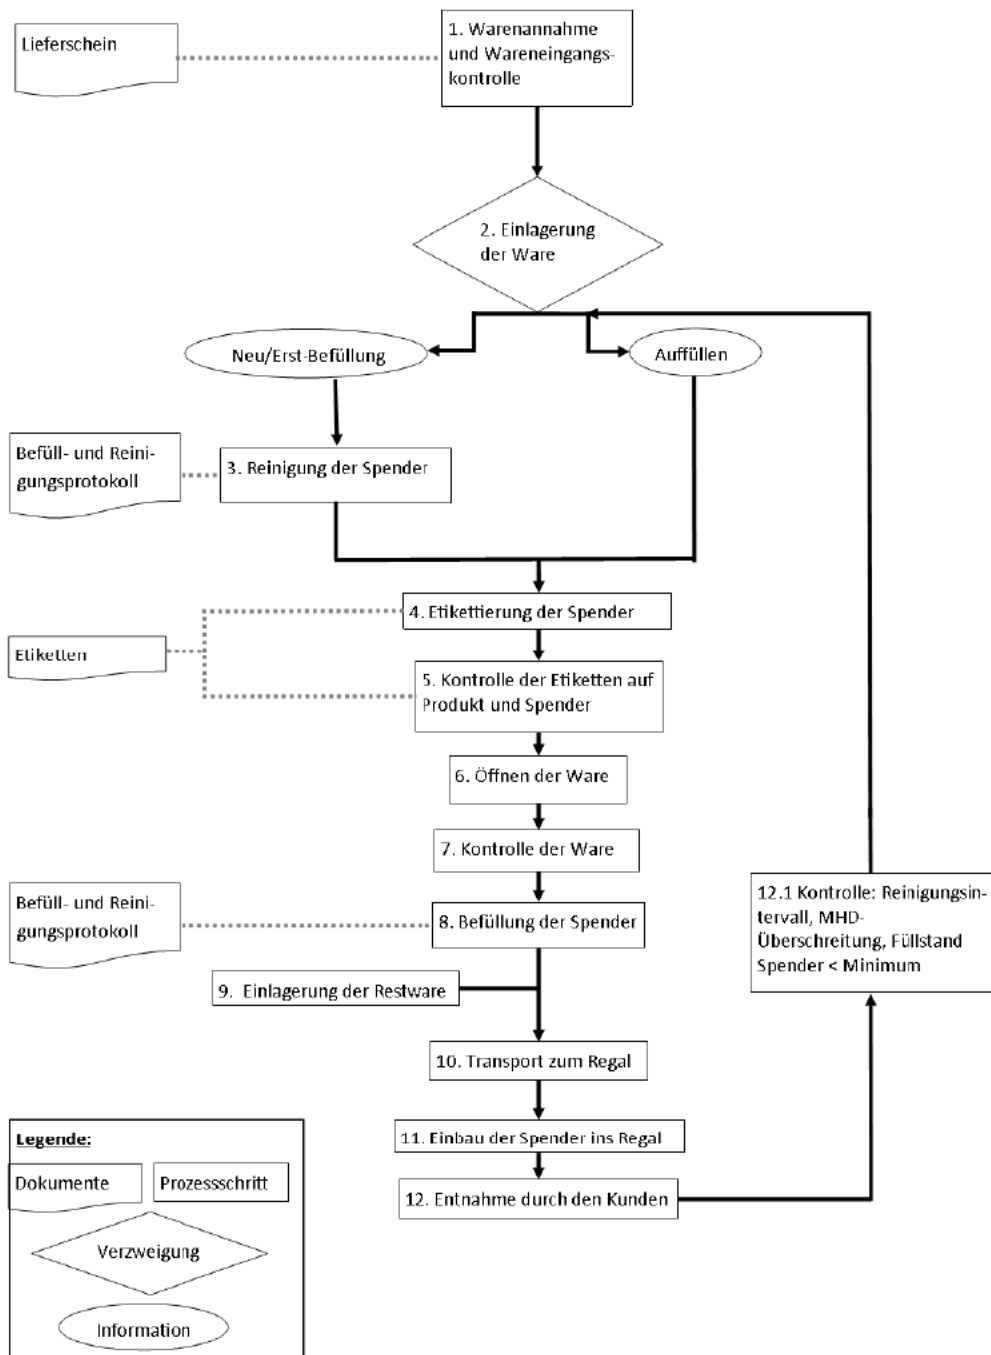 Lieferschein
1. Warenannahme
und Wareneingangs-
kontrolle
2. Einlagerung
der Ware
Neu/Erst-Befüllung
Auffüllen
Befüll- und Reini-
gungsprotokoll
3. Reinigung der Spender
4. Etikettierung der Spender
Etiketten
5. Kontrolle der Etiketten auf
Produkt und Spender
6. Öffnen der Ware
7. Kontrolle der Ware
Befüll- und Reini-
gungsprotokoll
8. Befüllung der Spender
12.1 Kontrolle: Reinigungsin-
tervall, MHD-
Überschreitung, Füllstand
Spender < Minimum
9. Einlagerung der Restware
10. Transport zum Regal
11. Einbau der Spender ins Regal
12. Entnahme durch den Kunden
Legende:
Dokumente
Prozessschritt
Verzweigung
Information